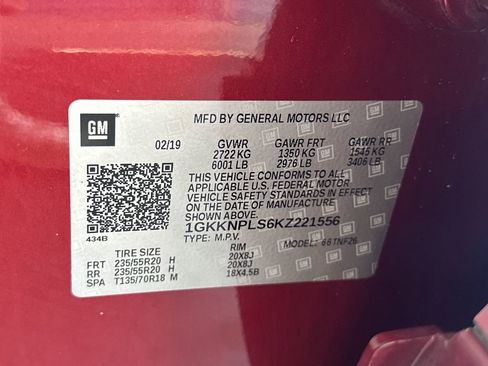 MFD BY GENERAL MOTORS LLC
GM
02/19 GVWR GAWR FRT GAWR RR
2722 KG 1350 KG 1545 KG
6001 LB 2976 LB 3406 LB
THIS VEHICLE CONFORMS TO ALL
APPLICABLE U.S. FEDERAL MOTOR
VEHICLE SAFETY STANDARDS IN EFFECT
ON THE DATE OF MANUFACTURE SHOWN ABOVE.
1GKKNPLS6KZ221556
434B TYPE: M.P.V. MODEL: 6BTNF26
TIRE SIZE RIM
FRT 235/55R20 H 20X8J
RR 235/55R20 H 20X8J
SPA T135/70R18 M 18X4.5B